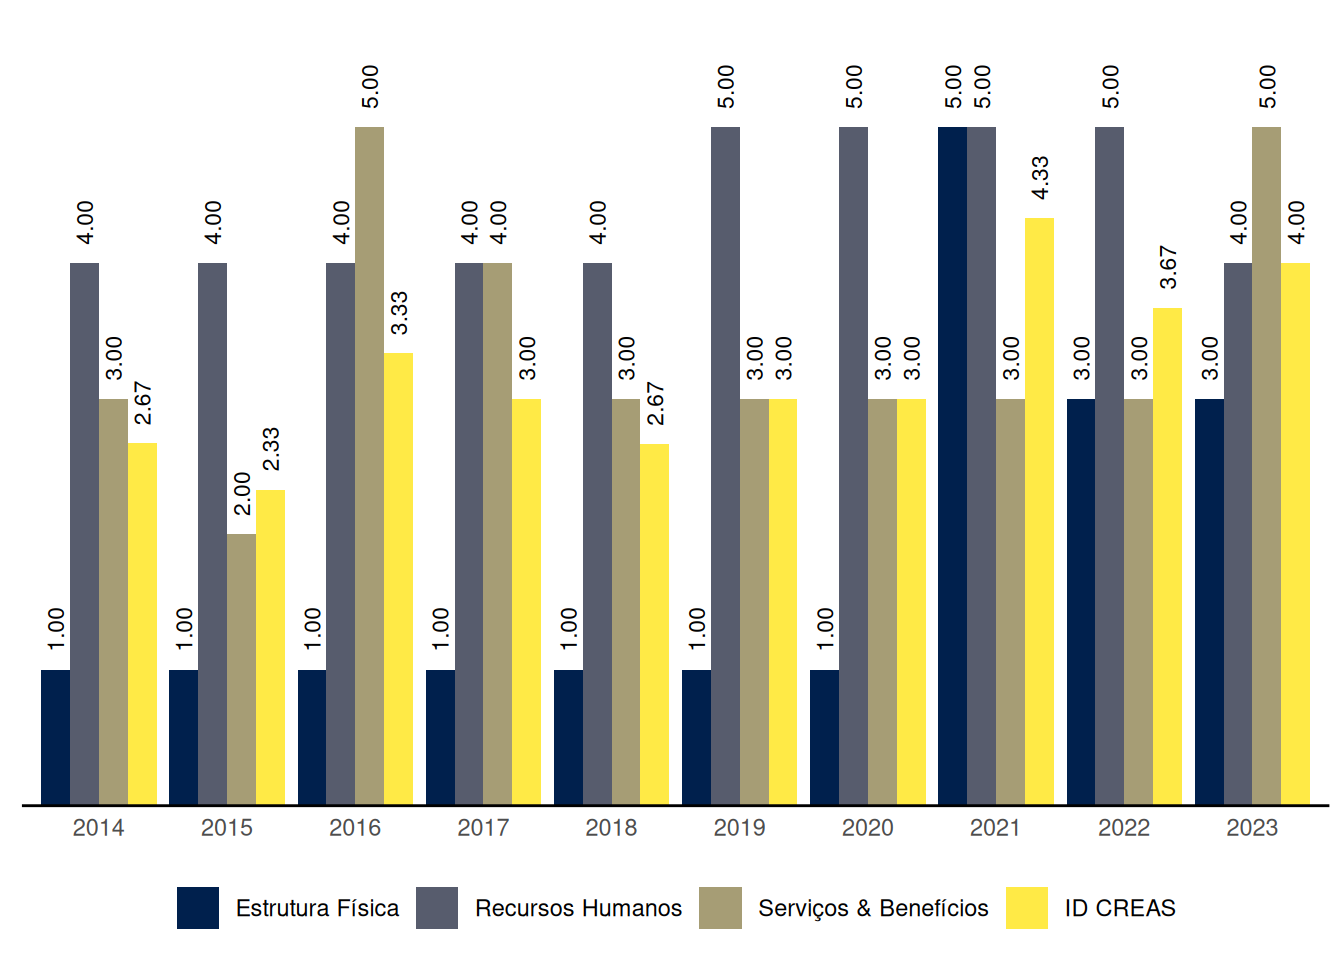 5.00 5.00 5.00 5.00 5.00 5.00 5.00
4.33
4.00 4.00 4.00 4.00 4.00 4.00 4.00 4.00
3.67
3.33
3.00 3.00 3.00 3.00 3.00 3.00 3.00 3.00 3.00 3.00 3.00
2.67 2.67
2.33
2.00
1.00 1.00 1.00 1.00 1.00 1.00 1.00
2014 2015 2016 2017 2018 2019 2020 2021 2022 2023
Estrutura Física Recursos Humanos Serviços & Benefícios ID CREAS